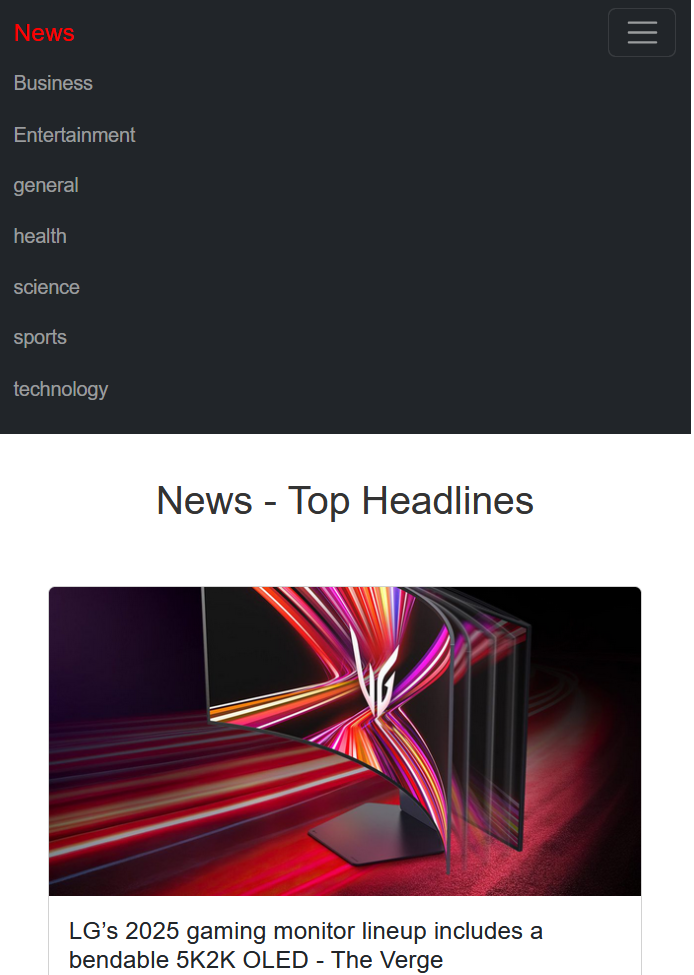 News
Business
Entertainment
general
health
science
sports
technology
News - Top Headlines
LG’s 2025 gaming monitor lineup includes a
bendable 5K2K OLED - The Verge